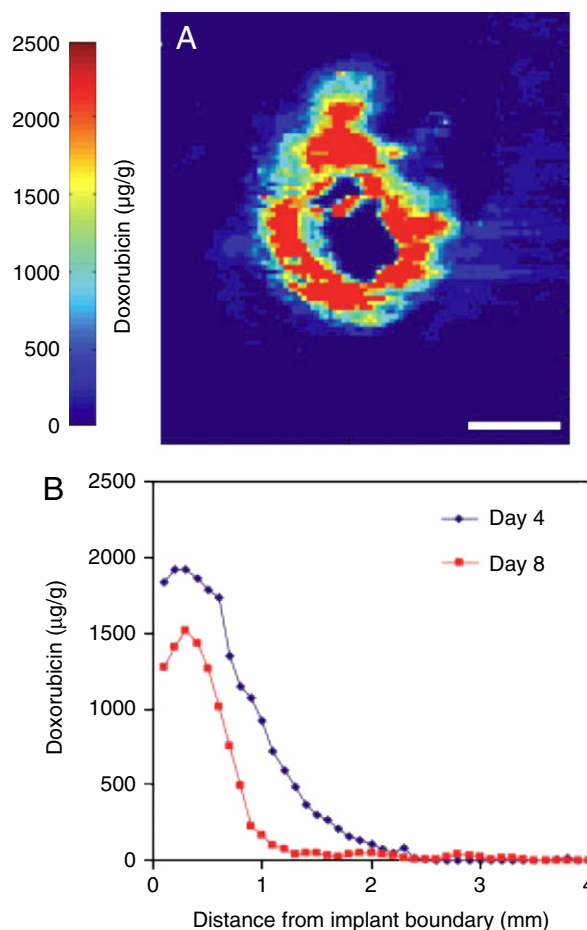 A
2500
2000
1500
1000
500
0
Doxorubicin (µg/g)
B
2500
2000
1500
1000
500
0
Doxorubicin (µg/g)
Day 4
Day 8
0 1 2 3 4
Distance from implant boundary (mm)